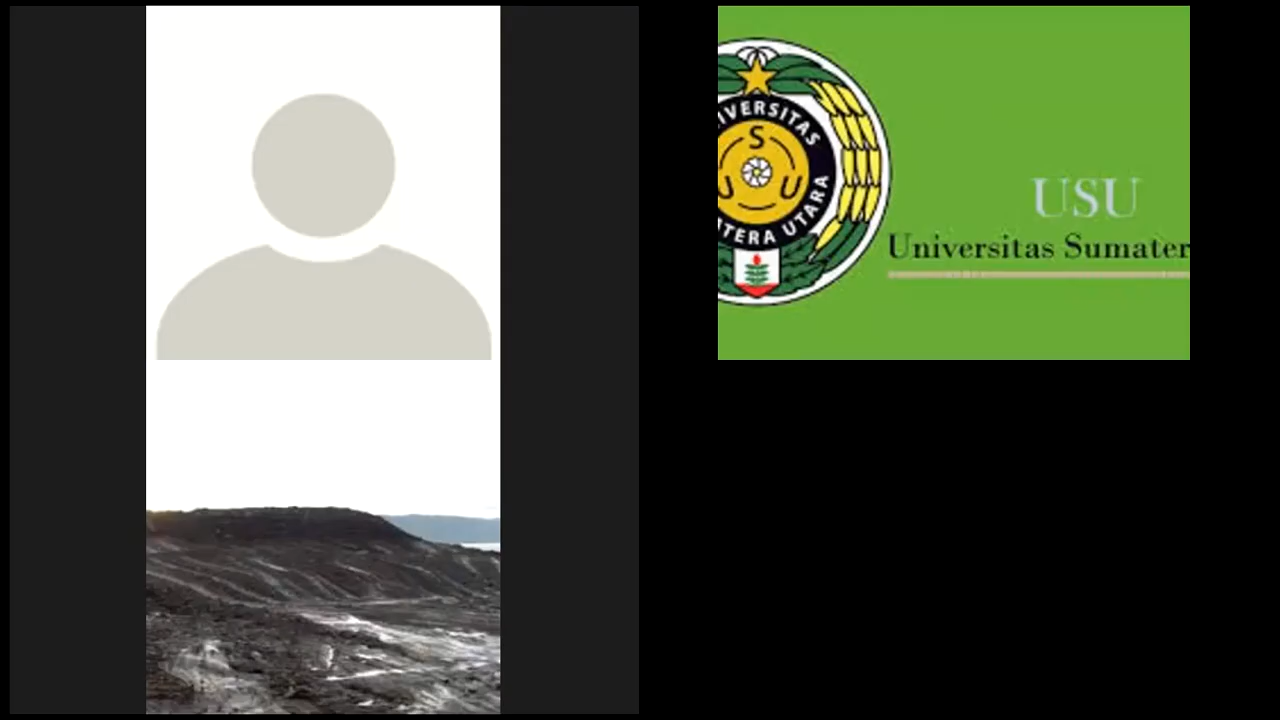 IVERSITAS
S
U
U
TERA UTARA
USU
Universitas Sumater